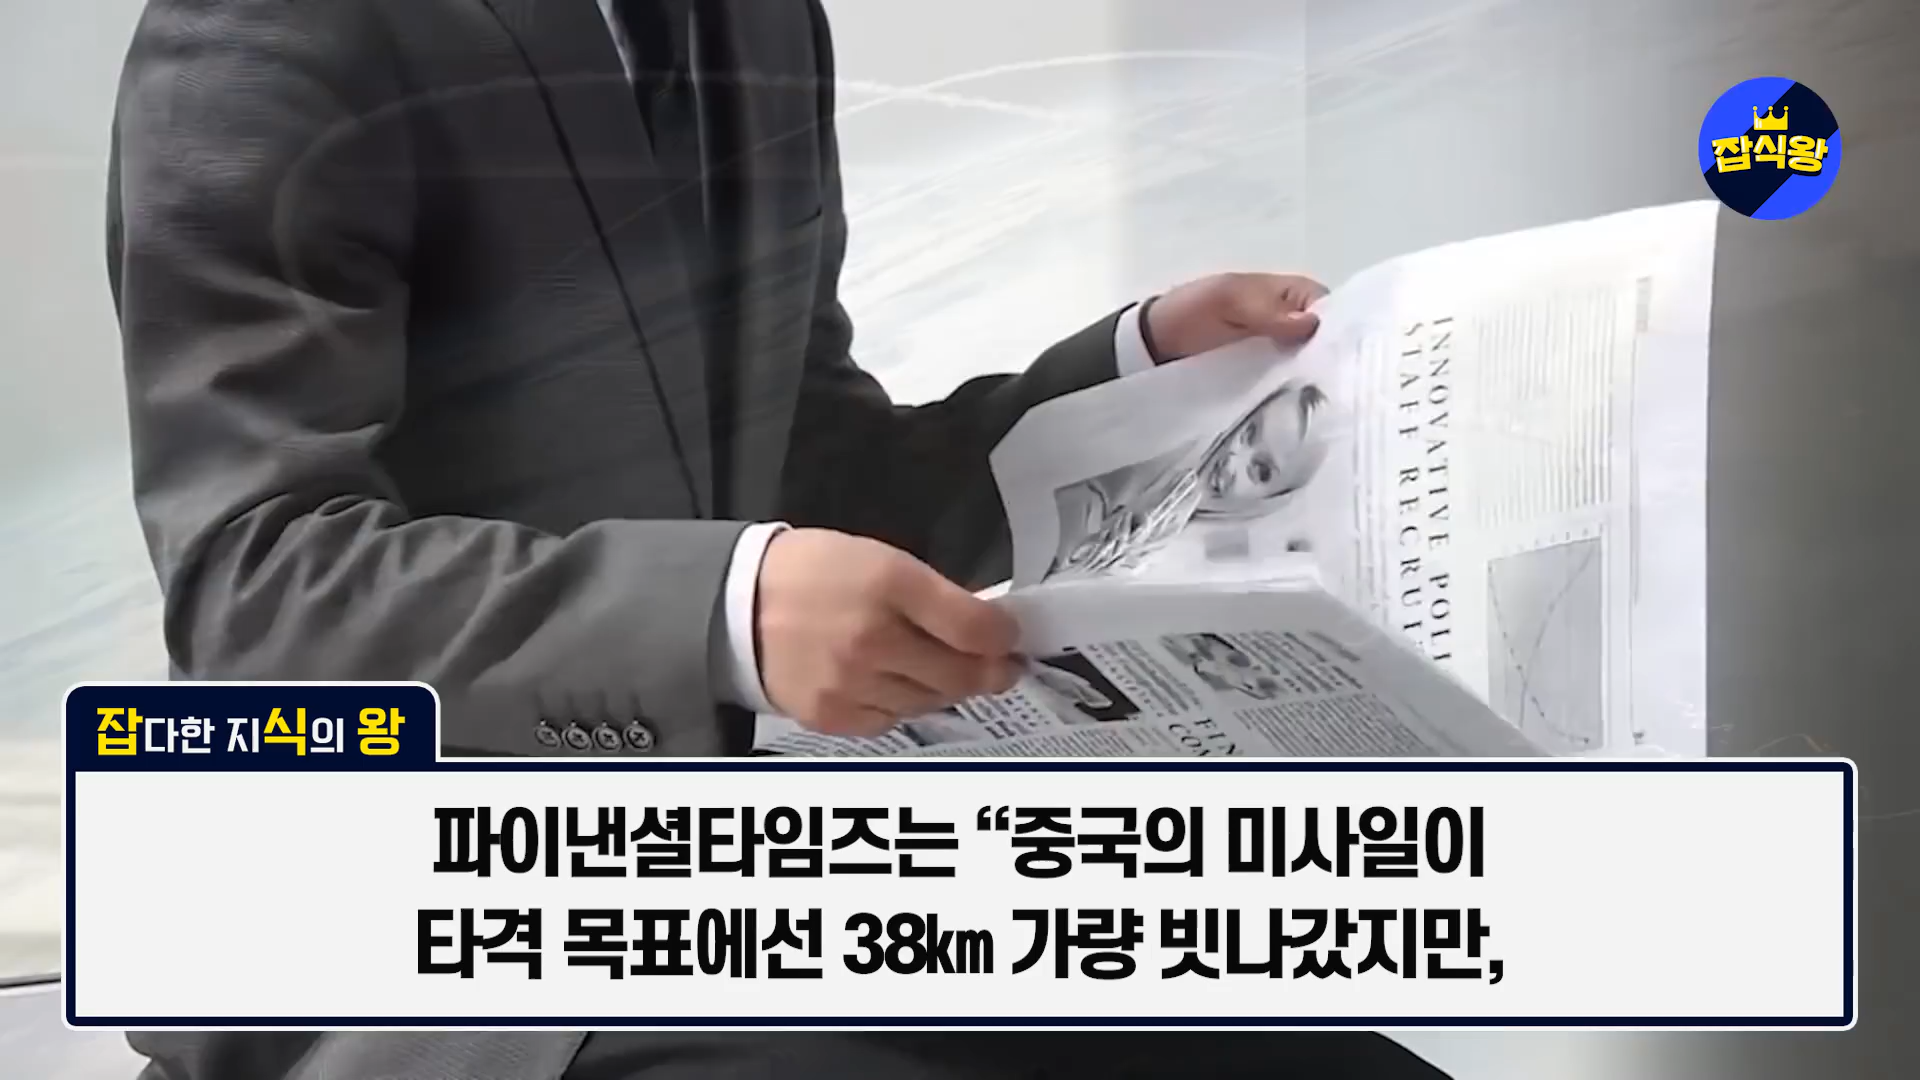 잡식왕
INNOVATIVE POLI
STAFF RECRUI
FIN
COM
잡다한 지식의 왕
파이낸셜타임즈는 “중국의 미사일이
타격 목표에선 38㎞ 가량 빗나갔지만,